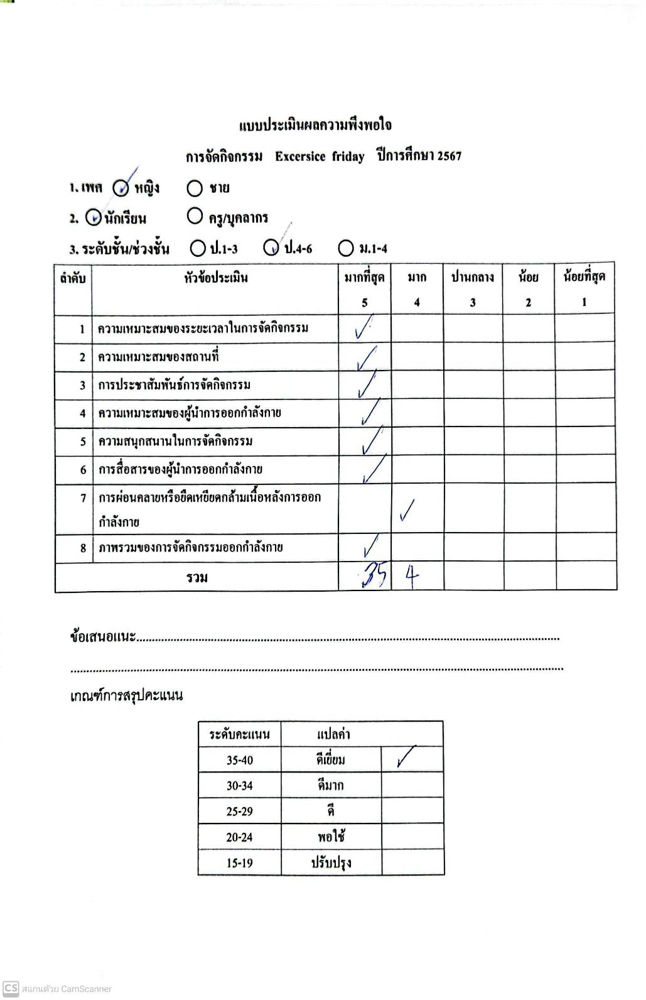 แบบประเมินผลความพึงพอใจ
การจัดกิจกรรม Excersice friday ปีการศึกษา 2567
1. เพศ ✓ หญิง ชาย
2. ✓ นักเรียน ครู/บุคลากร
3. ระดับชั้น/ช่วงชั้น ป.1-3 ✓ ป.4-6 ม.1-4
ลำดับ หัวข้อประเมิน มากที่สุด มาก ปานกลาง น้อย น้อยที่สุด
5 4 3 2 1
1 ความเหมาะสมของระยะเวลาในการจัดกิจกรรม ✓
2 ความเหมาะสมของสถานที่ ✓
3 การประชาสัมพันธ์การจัดกิจกรรม ✓
4 ความเหมาะสมของผู้นำการออกกำลังกาย ✓
5 ความสนุกสนานในการจัดกิจกรรม ✓
6 การสื่อสารของผู้นำการออกกำลังกาย ✓
7 การผ่อนคลายหรือยืดเหยียดกล้ามเนื้อหลังการออก
กำลังกาย ✓
8 ภาพรวมของการจัดกิจกรรมออกกำลังกาย ✓
รวม 35 4
ข้อเสนอแนะ
เกณฑ์การสรุปคะแนน
ระดับคะแนน แปลค่า
35-40 ดีเยี่ยม ✓
30-34 ดีมาก
25-29 ดี
20-24 พอใช้
15-19 ปรับปรุง
CS สแกนด้วย CamScanner